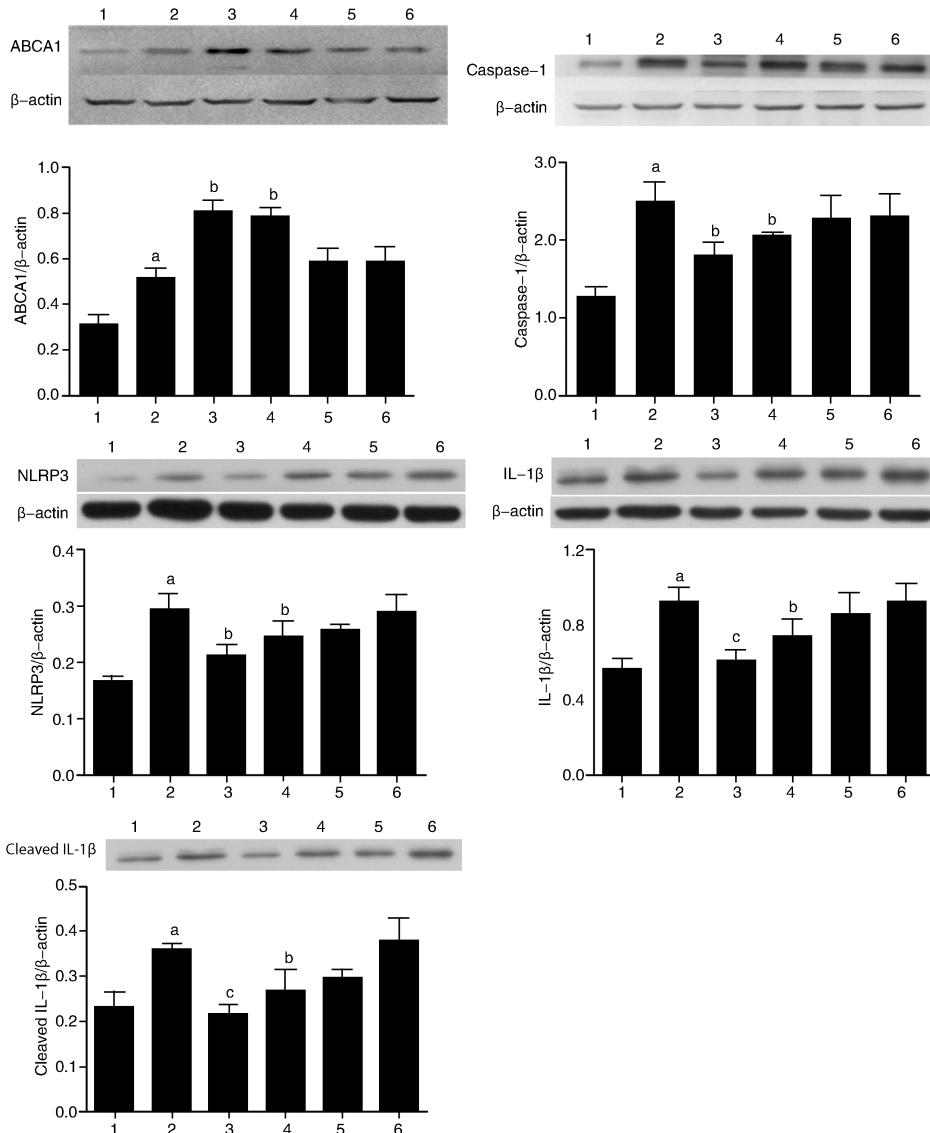 1 2 3 4 5 6
ABCA1
β−actin
1 2 3 4 5 6
Caspase−1
β−actin
ABCA1/β−actin
1.0
0.8
0.6
0.4
0.2
0.0
a
b
b
1 2 3 4 5 6
Caspase−1/β−actin
3.0
2.0
1.0
0.0
a
b
b
1 2 3 4 5 6
1 2 3 4 5 6
NLRP3
β−actin
1 2 3 4 5 6
IL−1β
β−actin
NLRP3/β−actin
0.4
0.3
0.2
0.1
0.0
a
b
b
1 2 3 4 5 6
IL−1β/β−actin
1.2
0.8
0.4
0.0
a
c
b
1 2 3 4 5 6
1 2 3 4 5 6
Cleaved IL-1β
Cleaved IL−1β/β−actin
0.5
0.4
0.3
0.2
0.1
0.0
a
c
b
1 2 3 4 5 6